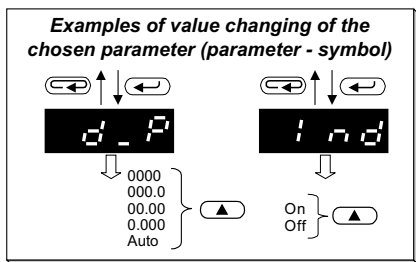 Examples of value changing of the
chosen parameter (parameter - symbol)
d_P
Ind
0000
000.0
00.00
0.000
Auto
On
Off